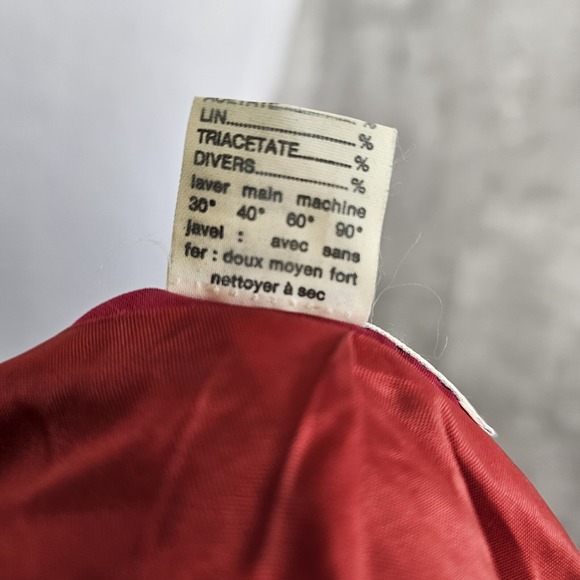 ACETATE........................%
LIN........................%
TRIACETATE............%
DIVERS..................%
laver main machine
30° 40° 60° 90°
javel : avec sans
fer : doux moyen fort
nettoyer à sec